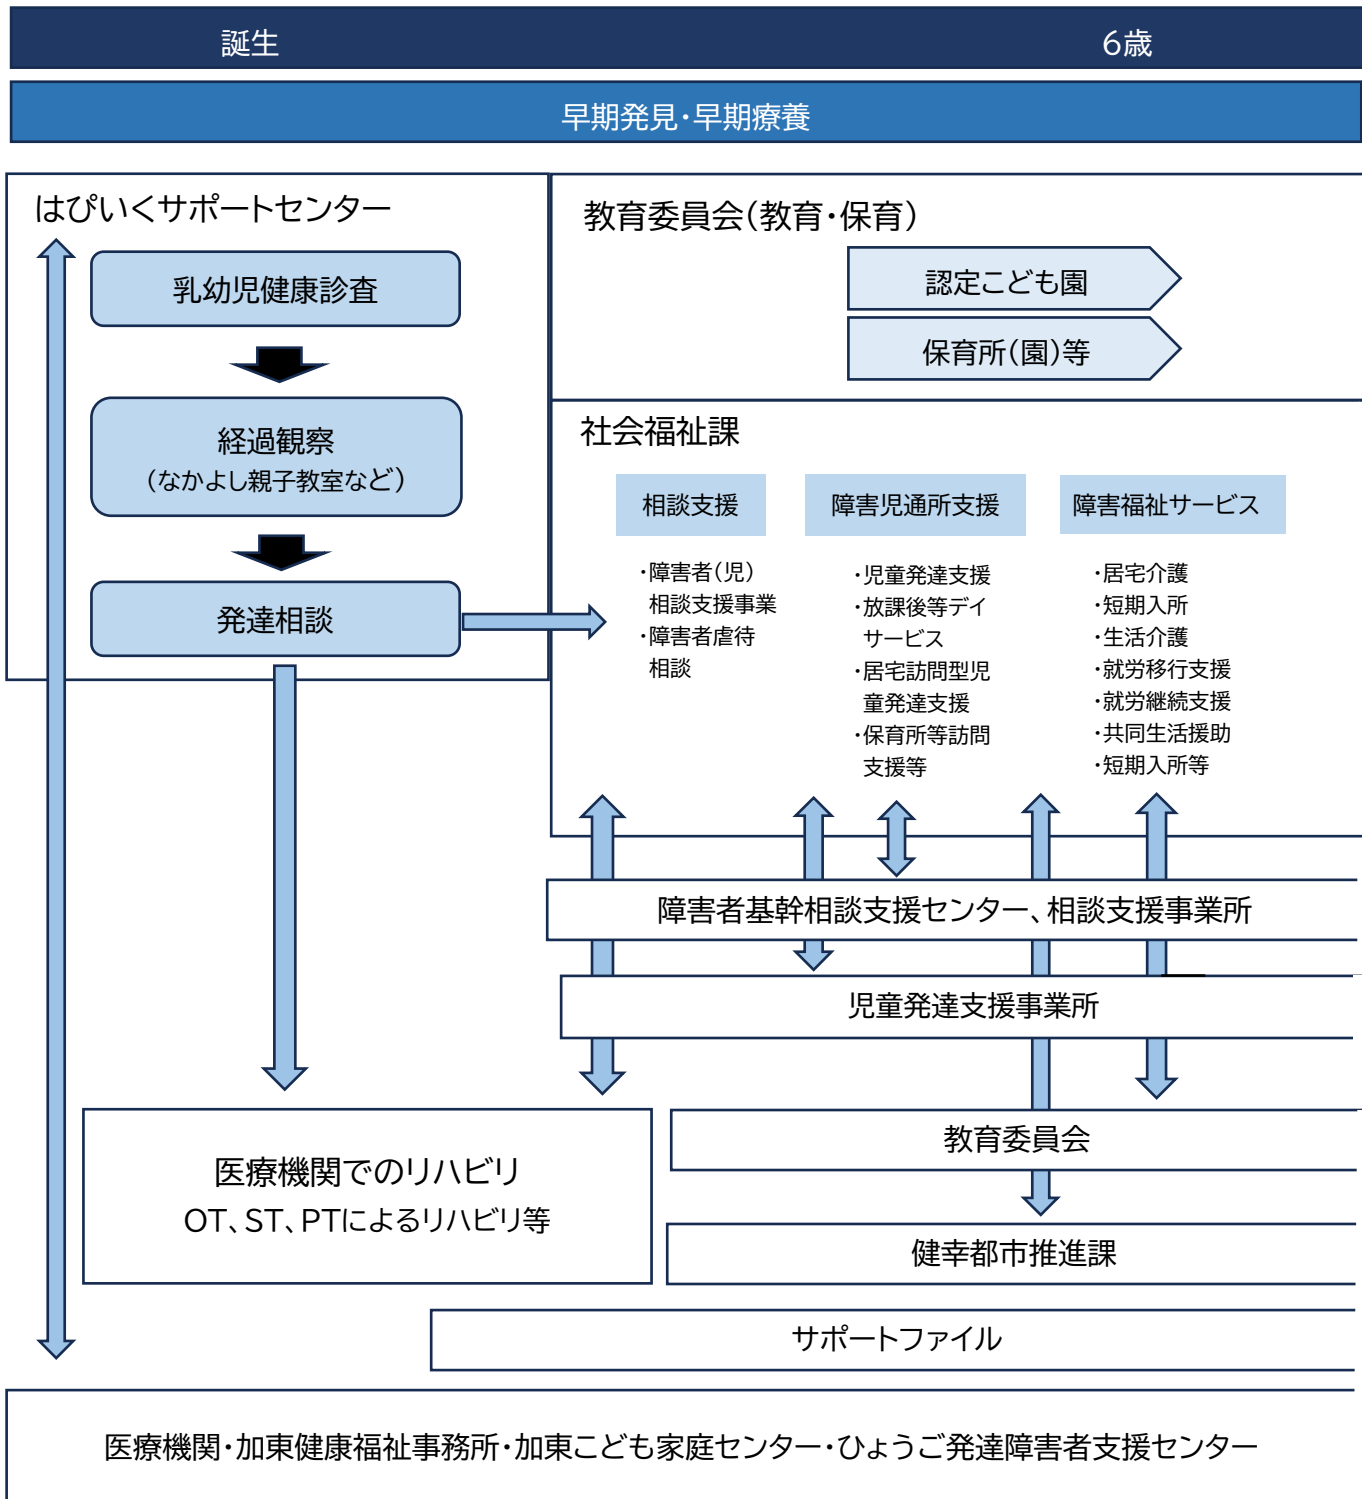 誕生
6歳
早期発見・早期療養
はぴいくサポートセンター
乳幼児健康診査
経過観察
(なかよし親子教室など)
発達相談
教育委員会(教育・保育)
認定こども園
保育所(園)等
社会福祉課
相談支援
・障害者(児)
相談支援事業
・障害者虐待
相談
障害児通所支援
・児童発達支援
・放課後等デイ
サービス
・居宅訪問型児
童発達支援
・保育所等訪問
支援等
障害福祉サービス
・居宅介護
・短期入所
・生活介護
・就労移行支援
・就労継続支援
・共同生活援助
・短期入所等
障害者基幹相談支援センター、相談支援事業所
児童発達支援事業所
医療機関でのリハビリ
OT、ST、PTによるリハビリ等
教育委員会
健幸都市推進課
サポートファイル
医療機関・加東健康福祉事務所・加東こども家庭センター・ひょうご発達障害者支援センター